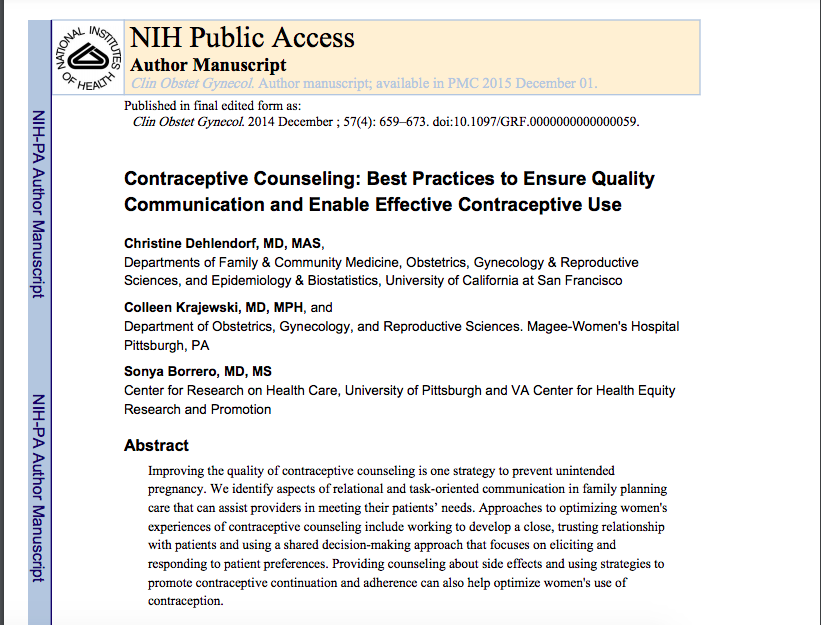 NATIONAL INSTITUTES OF HEALTH
NIH Public Access
Author Manuscript
Clin Obstet Gynecol. Author manuscript; available in PMC 2015 December 01.
Published in final edited form as:
Clin Obstet Gynecol. 2014 December ; 57(4): 659–673. doi:10.1097/GRF.0000000000000059.
Contraceptive Counseling: Best Practices to Ensure Quality
Communication and Enable Effective Contraceptive Use
Christine Dehlendorf, MD, MAS,
Departments of Family & Community Medicine, Obstetrics, Gynecology & Reproductive
Sciences, and Epidemiology & Biostatistics, University of California at San Francisco
Colleen Krajewski, MD, MPH, and
Department of Obstetrics, Gynecology, and Reproductive Sciences. Magee-Women's Hospital
Pittsburgh, PA
Sonya Borrero, MD, MS
Center for Research on Health Care, University of Pittsburgh and VA Center for Health Equity
Research and Promotion
Abstract
Improving the quality of contraceptive counseling is one strategy to prevent unintended
pregnancy. We identify aspects of relational and task-oriented communication in family planning
care that can assist providers in meeting their patients’ needs. Approaches to optimizing women's
experiences of contraceptive counseling include working to develop a close, trusting relationship
with patients and using a shared decision-making approach that focuses on eliciting and
responding to patient preferences. Providing counseling about side effects and using strategies to
promote contraceptive continuation and adherence can also help optimize women's use of
contraception.
NIH-PA Author Manuscript
NIH-PA Author Manuscript